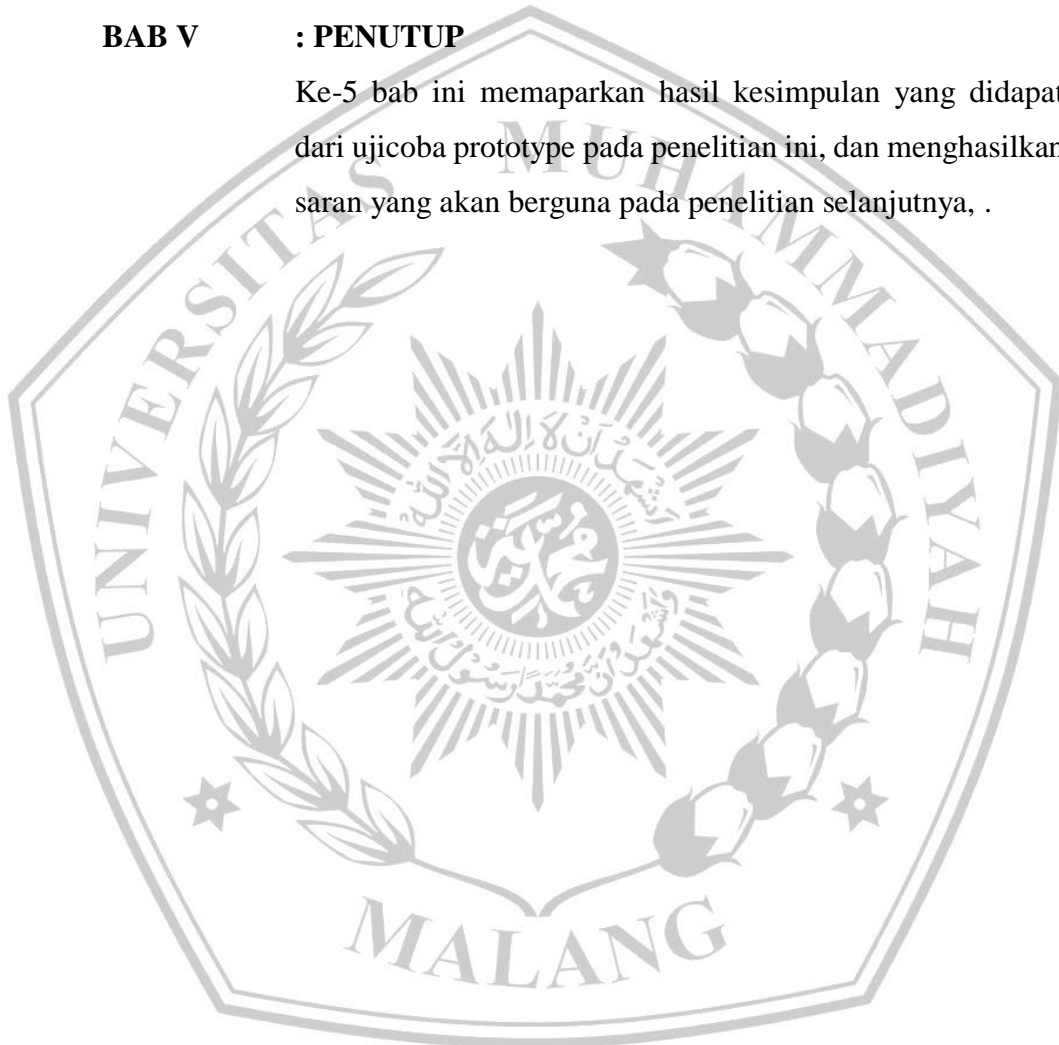 BAB V : PENUTUP
Ke-5 bab ini memaparkan hasil kesimpulan yang didapat
dari ujicoba prototype pada penelitian ini, dan menghasilkan
saran yang akan berguna pada penelitian selanjutnya, .
UNIVERSITAS MUHAMMADIYAH
MALANG